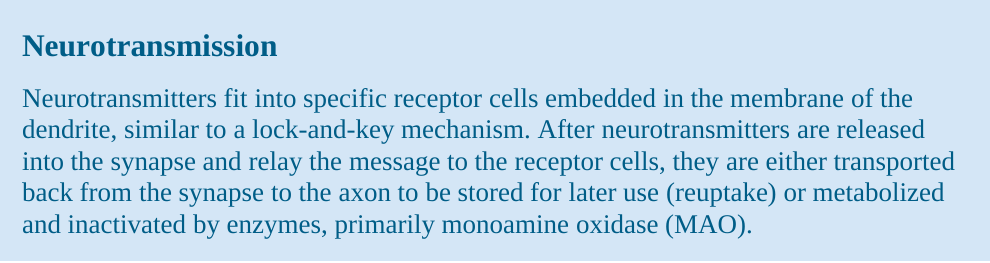 Neurotransmission
Neurotransmitters fit into specific receptor cells embedded in the membrane of the
dendrite, similar to a lock-and-key mechanism. After neurotransmitters are released
into the synapse and relay the message to the receptor cells, they are either transported
back from the synapse to the axon to be stored for later use (reuptake) or metabolized
and inactivated by enzymes, primarily monoamine oxidase (MAO).